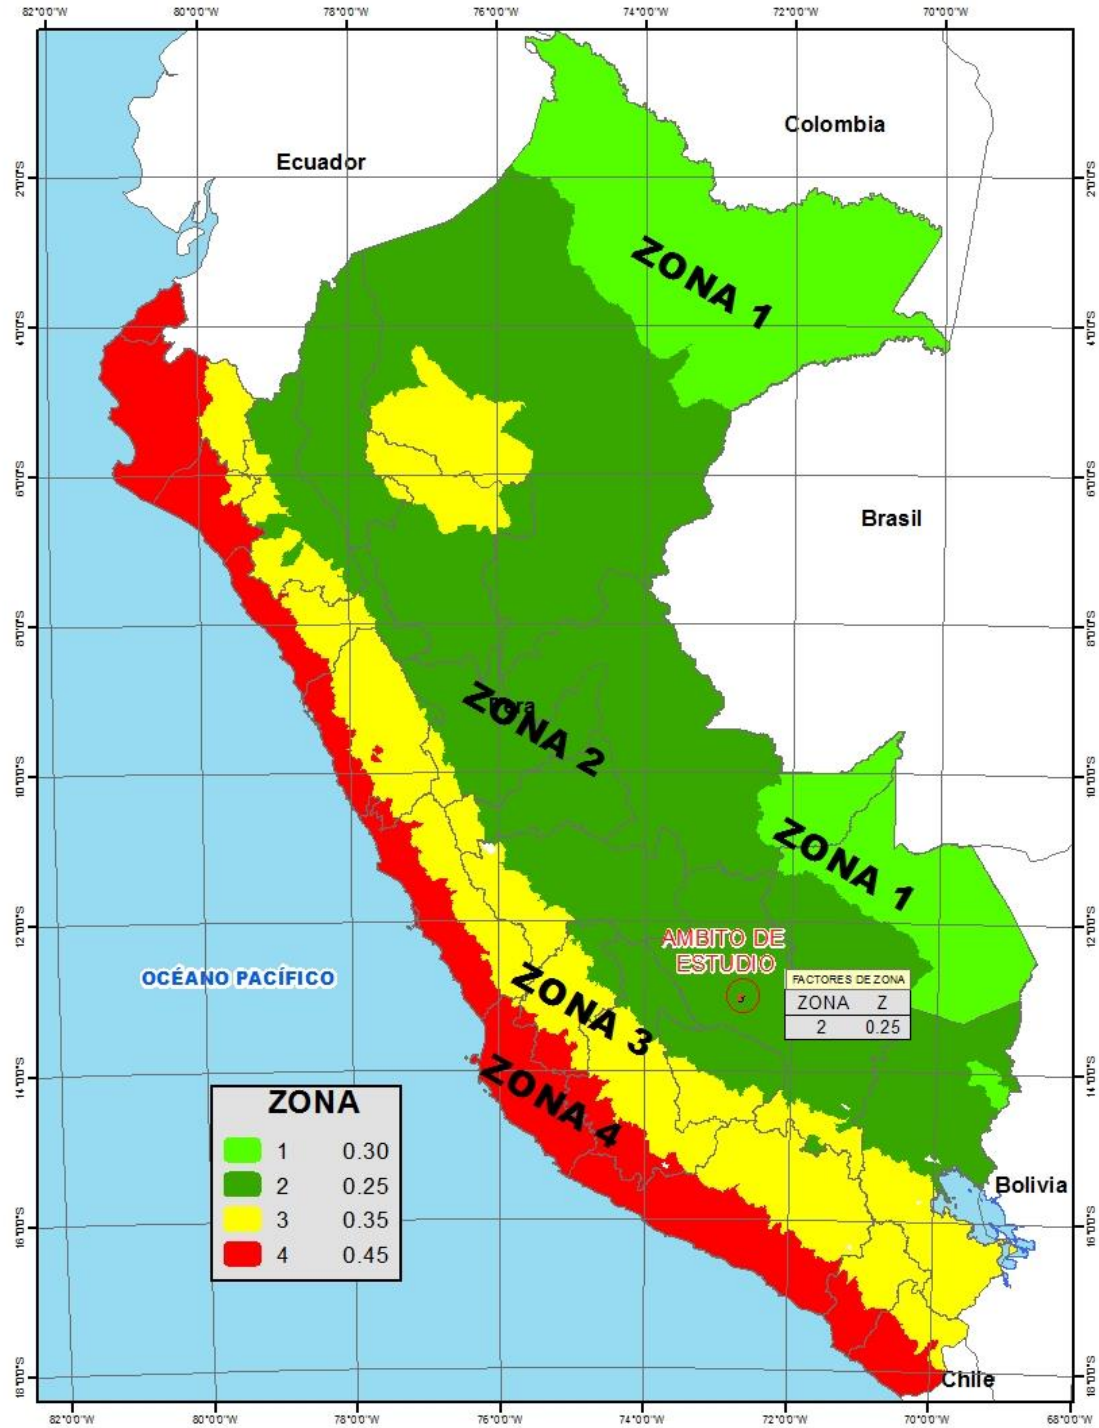 82°0'0"W 80°0'0"W 78°0'0"W 76°0'0"W 74°0'0"W 72°0'0"W 70°0'0"W
Colombia
Ecuador
2°0'0"S 2°0'0"S
ZONA 1
4°0'0"S 4°0'0"S
6°0'0"S 6°0'0"S
Brasil
8°0'0"S 8°0'0"S
ZONA 2
10°0'0"S 10°0'0"S
ZONA 1
12°0'0"S 12°0'0"S
AMBITO DE
ESTUDIO
OCÉANO PACÍFICO
FACTORES DE ZONA
ZONA Z
2 0.25
ZONA 3
14°0'0"S 14°0'0"S
ZONA 4
ZONA
1 0.30
2 0.25
3 0.35
4 0.45
Bolivia
16°0'0"S 16°0'0"S
18°0'0"S 18°0'0"S
Chile
82°0'0"W 80°0'0"W 78°0'0"W 76°0'0"W 74°0'0"W 72°0'0"W 70°0'0"W 68°0'0"W